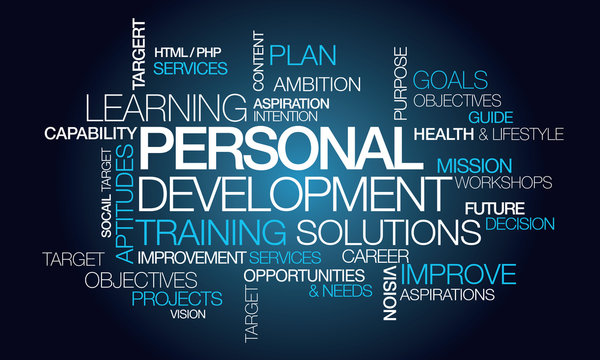 TARGERT
HTML / PHP
SERVICES
CONTENT
PLAN
AMBITION
PURPOSE
GOALS
OBJECTIVES
GUIDE
LEARNING
ASPIRATION
INTENTION
CAPABILITY
PERSONAL
HEALTH & LIFESTYLE
SOCAIL TARGET
APTITUDES
DEVELOPMENT
MISSION
WORKSHOPS
TRAINING SOLUTIONS
FUTURE
DECISION
TARGET
IMPROVEMENT SERVICES
CAREER
OBJECTIVES
OPPORTUNITIES
& NEEDS
VISION
IMPROVE
ASPIRATIONS
PROJECTS
VISION
TARGET